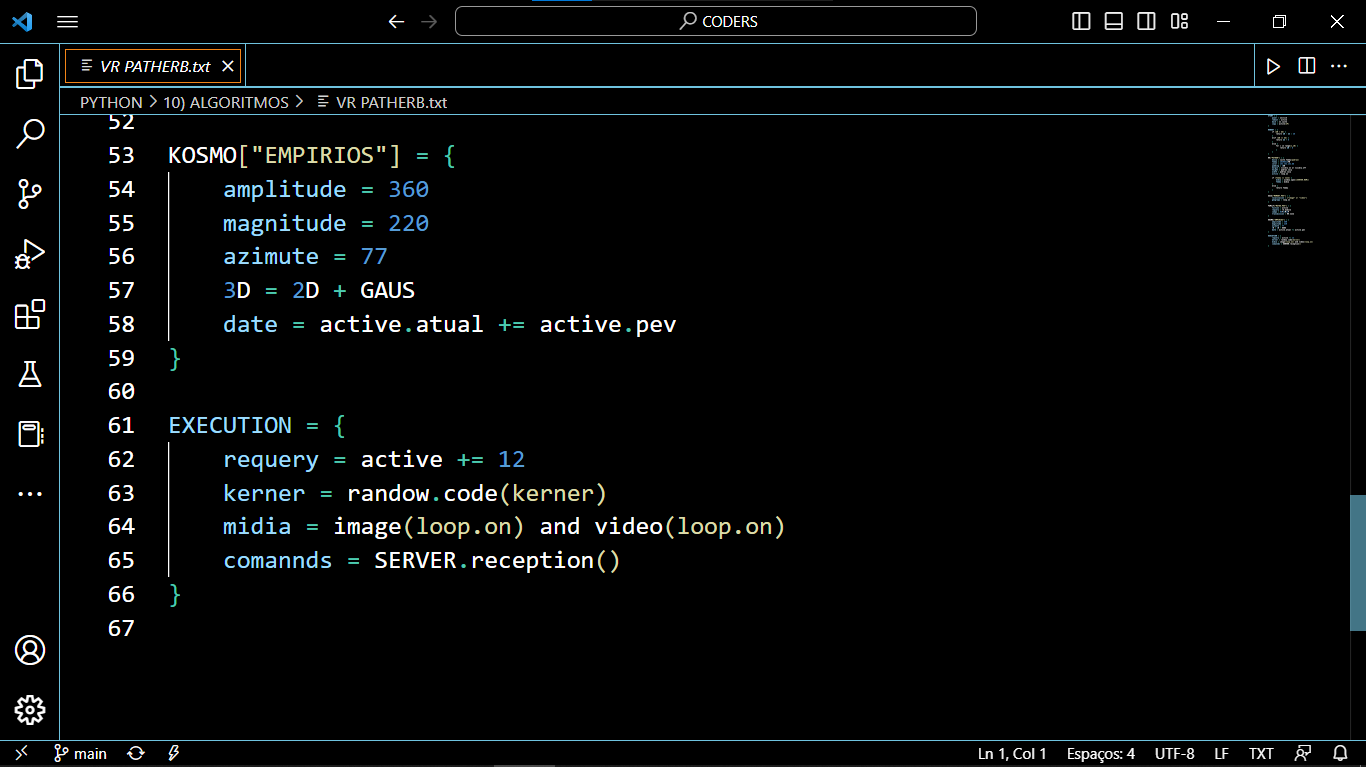 CODERS
VR PATHERB.txt
PYTHON > 10) ALGORITMOS > VR PATHERB.txt
52
53 KOSMO["EMPIRIOS"] = {
54 amplitude = 360
55 magnitude = 220
56 azimute = 77
57 3D = 2D + GAUS
58 date = active.atual += active.pev
59 }
60
61 EXECUTION = {
62 requery = active += 12
63 kerner = randow.code(kerner)
64 midia = image(loop.on) and video(loop.on)
65 comannds = SERVER.reception()
66 }
67
main Ln 1, Col 1 Espaços: 4 UTF-8 LF TXT